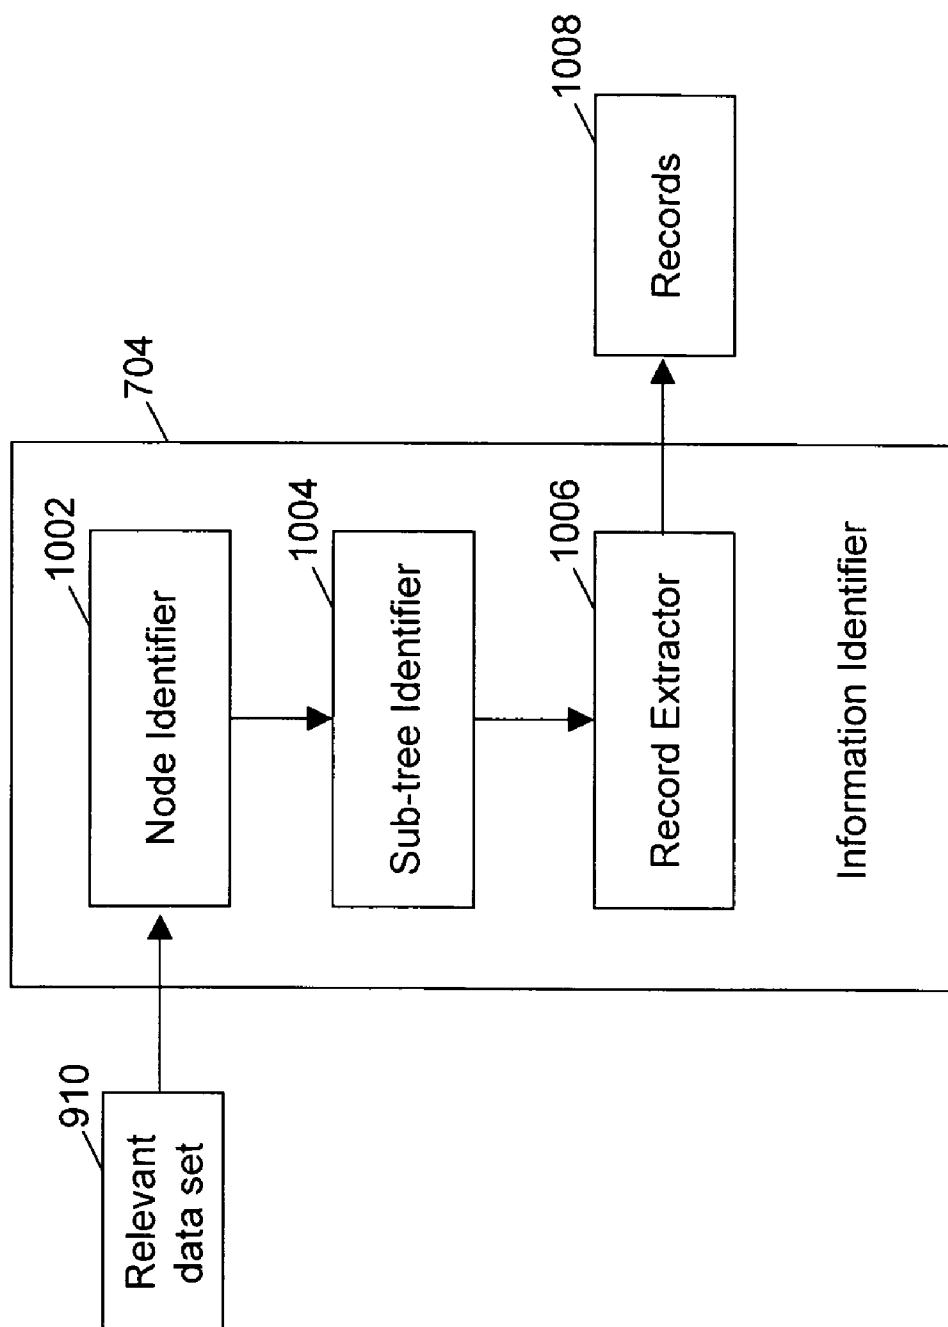 910
Relevant
data set
704
1002
Node Identifier
1004
Sub-tree Identifier
1006
Record Extractor
Information Identifier
1008
Records